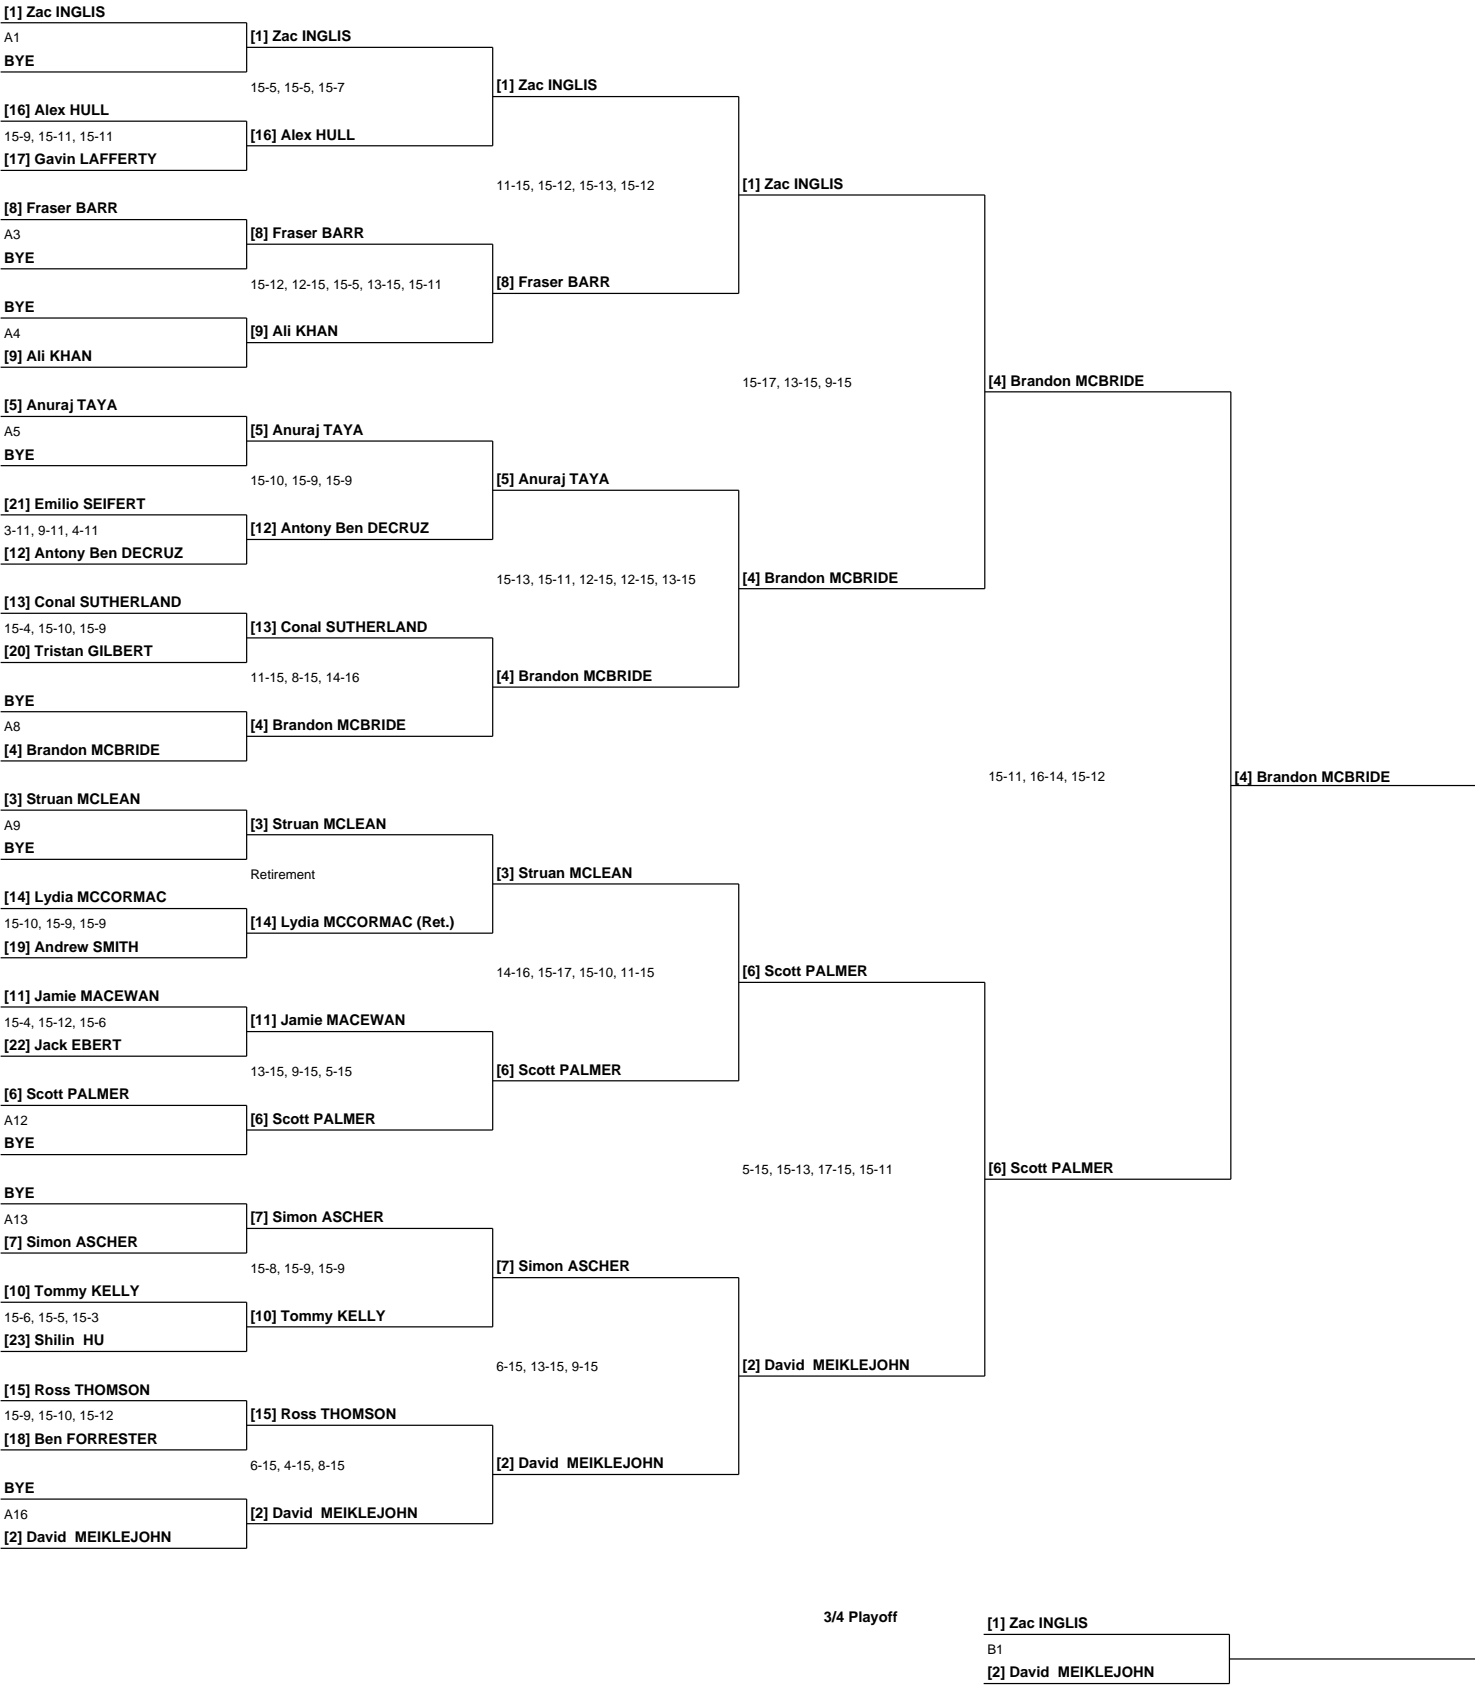 [1] Zac INGLIS
A1
BYE
[16] Alex HULL
15-9, 15-11, 15-11
[17] Gavin LAFFERTY
[8] Fraser BARR
A3
BYE
BYE
A4
[9] Ali KHAN
[5] Anuraj TAYA
A5
BYE
[21] Emilio SEIFERT
3-11, 9-11, 4-11
[12] Antony Ben DECRUZ
[13] Conal SUTHERLAND
15-4, 15-10, 15-9
[20] Tristan GILBERT
BYE
A8
[4] Brandon MCBRIDE
[3] Struan MCLEAN
A9
BYE
[14] Lydia MCCORMAC
15-10, 15-9, 15-9
[19] Andrew SMITH
[11] Jamie MACEWAN
15-4, 15-12, 15-6
[22] Jack EBERT
[6] Scott PALMER
A12
BYE
BYE
A13
[7] Simon ASCHER
[10] Tommy KELLY
15-6, 15-5, 15-3
[23] Shilin  HU
[15] Ross THOMSON
15-9, 15-10, 15-12
[18] Ben FORRESTER
BYE
A16
[2] David  MEIKLEJOHN
[1] Zac INGLIS
15-5, 15-5, 15-7
[16] Alex HULL
[8] Fraser BARR
15-12, 12-15, 15-5, 13-15, 15-11
[9] Ali KHAN
[5] Anuraj TAYA
15-10, 15-9, 15-9
[12] Antony Ben DECRUZ
[13] Conal SUTHERLAND
11-15, 8-15, 14-16
[4] Brandon MCBRIDE
[3] Struan MCLEAN
Retirement
[14] Lydia MCCORMAC (Ret.)
[11] Jamie MACEWAN
13-15, 9-15, 5-15
[6] Scott PALMER
[7] Simon ASCHER
15-8, 15-9, 15-9
[10] Tommy KELLY
[15] Ross THOMSON
6-15, 4-15, 8-15
[2] David  MEIKLEJOHN
[1] Zac INGLIS
11-15, 15-12, 15-13, 15-12
[8] Fraser BARR
[5] Anuraj TAYA
15-13, 15-11, 12-15, 12-15, 13-15
[4] Brandon MCBRIDE
[3] Struan MCLEAN
14-16, 15-17, 15-10, 11-15
[6] Scott PALMER
[7] Simon ASCHER
6-15, 13-15, 9-15
[2] David  MEIKLEJOHN
[1] Zac INGLIS
15-17, 13-15, 9-15
[4] Brandon MCBRIDE
[6] Scott PALMER
5-15, 15-13, 17-15, 15-11
[2] David  MEIKLEJOHN
[4] Brandon MCBRIDE
15-11, 16-14, 15-12
[6] Scott PALMER
[4] Brandon MCBRIDE
3/4 Playoff
[1] Zac INGLIS
B1
[2] David  MEIKLEJOHN